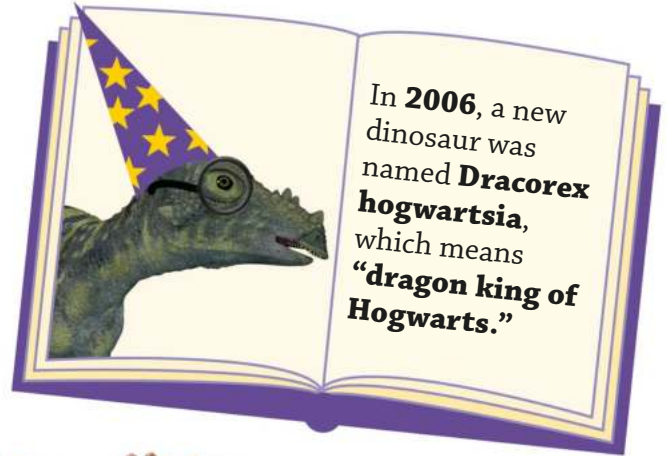 In 2006, a new
dinosaur was
named Dracorex
hogwartsia,
which means
“dragon king of
Hogwarts.”